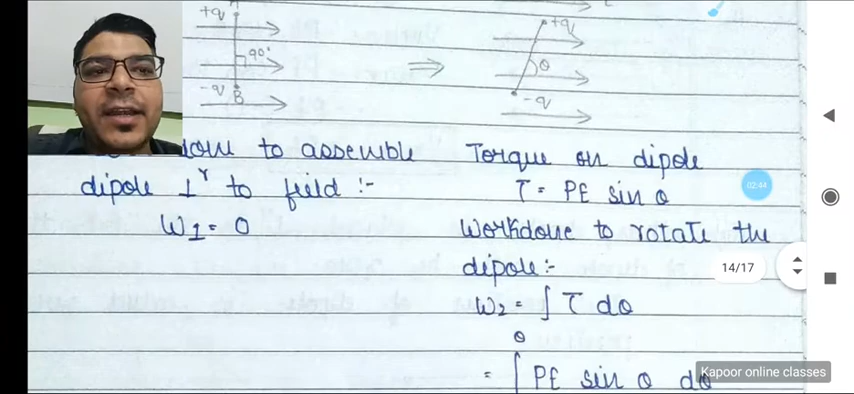 +q
90°
-q
B
⇒
+q
θ
-q
to assemble
dipole ⊥ʳ to field :-
W1 = 0
Torque on dipole
τ = PE sin θ
Workdone to rotate the
dipole :-
W2 = ∫ τ dθ
θ
= ∫ PE sin θ dθ
02:44
14/17
Kapoor online classes